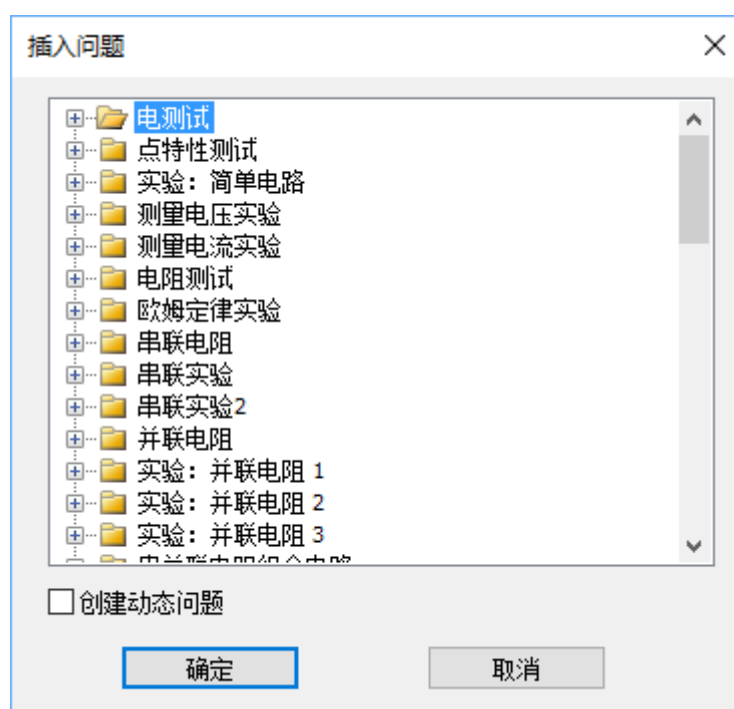 插入问题
电测试
点特性测试
实验：简单电路
测量电压实验
测量电流实验
电阻测试
欧姆定律实验
串联电阻
串联实验
串联实验2
并联电阻
实验：并联电阻 1
实验：并联电阻 2
实验：并联电阻 3
创建动态问题
确定
取消